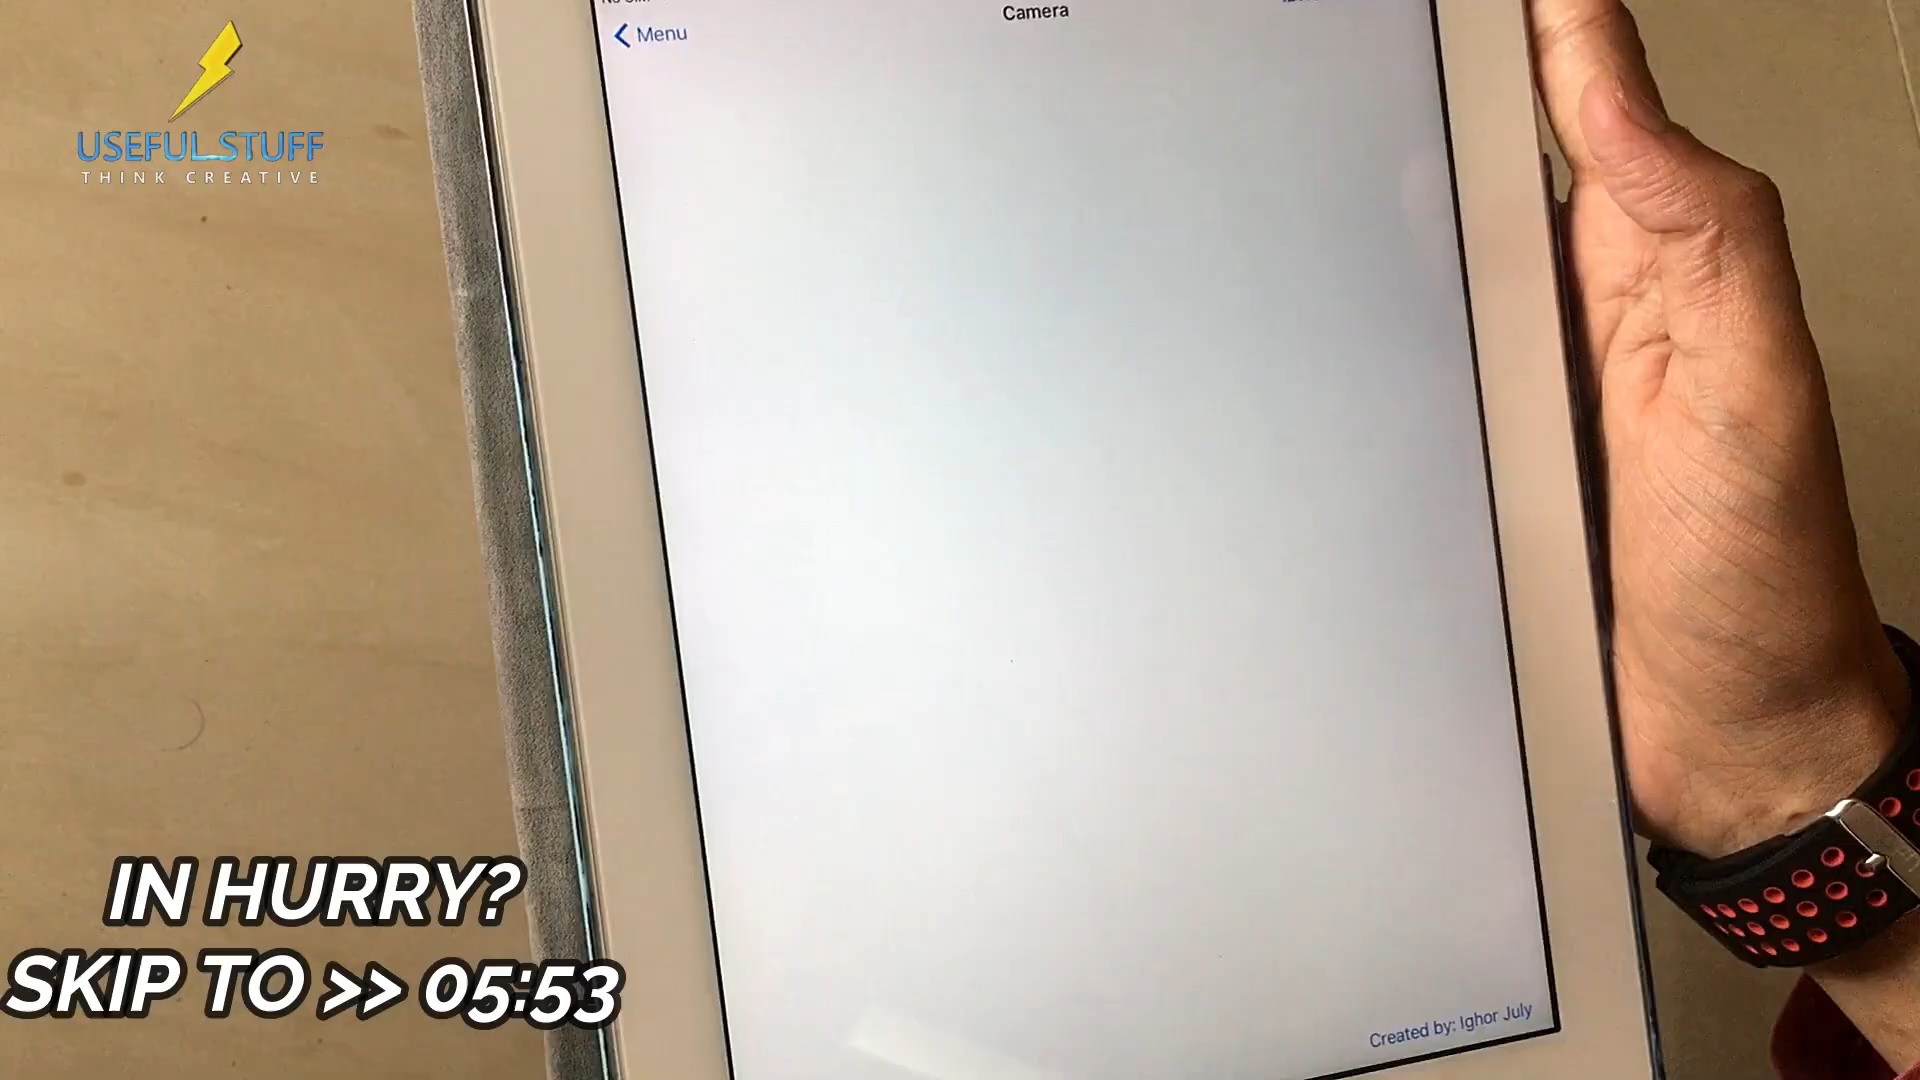 USEFUL STUFF
THINK CREATIVE
Camera
Menu
IN HURRY?
SKIP TO >> 05:53
Created by: Ighor July